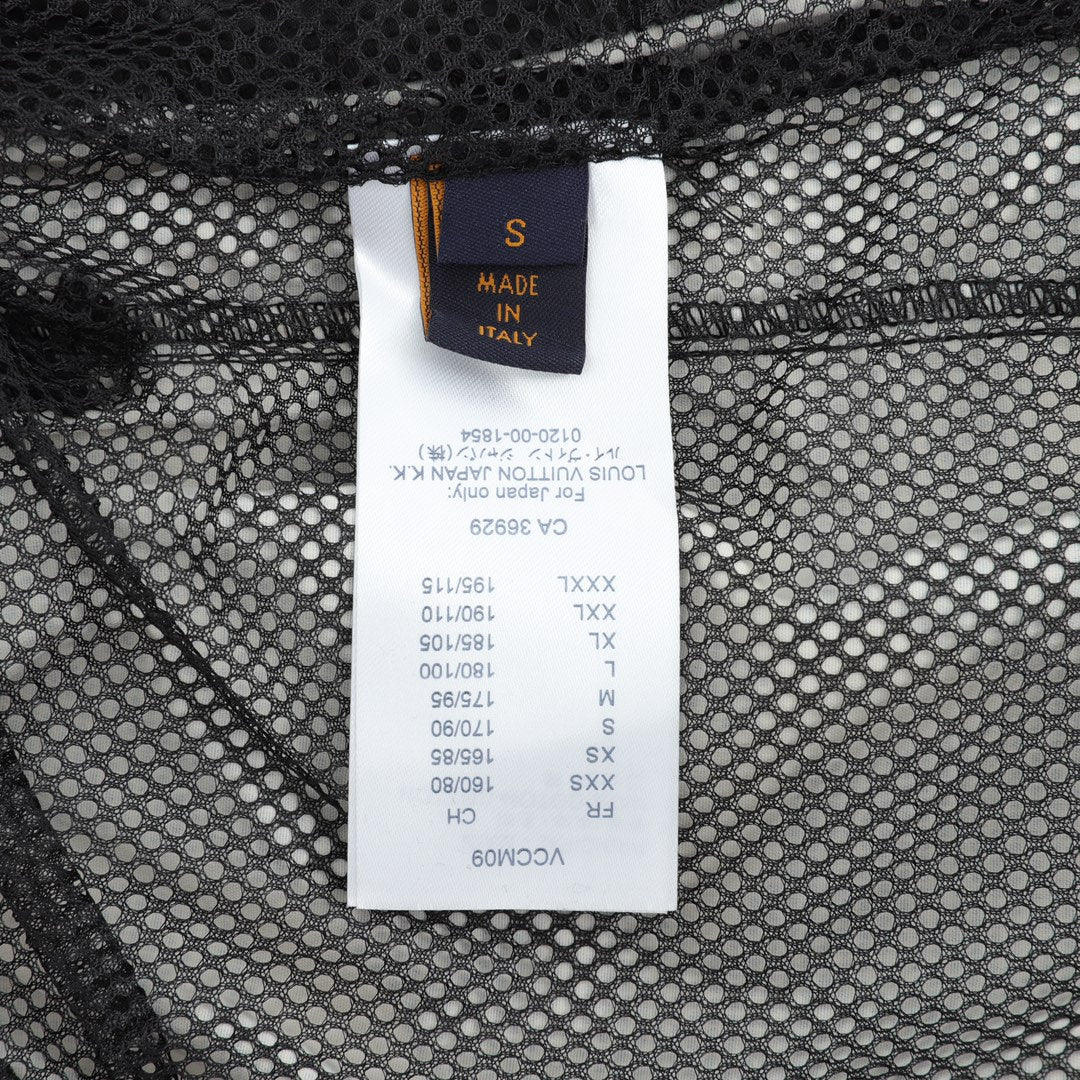 S
MADE
IN
ITALY
VCCM09
FR CH
XXS 160/80
XS 165/85
S 170/90
M 175/95
L 180/100
XL 185/105
XXL 190/110
XXXL 195/115
CA 36929
For Japan only:
LOUIS VUITTON JAPAN K.K.
ルイ・ヴィトン ジャパン(株)
0120-00-1854